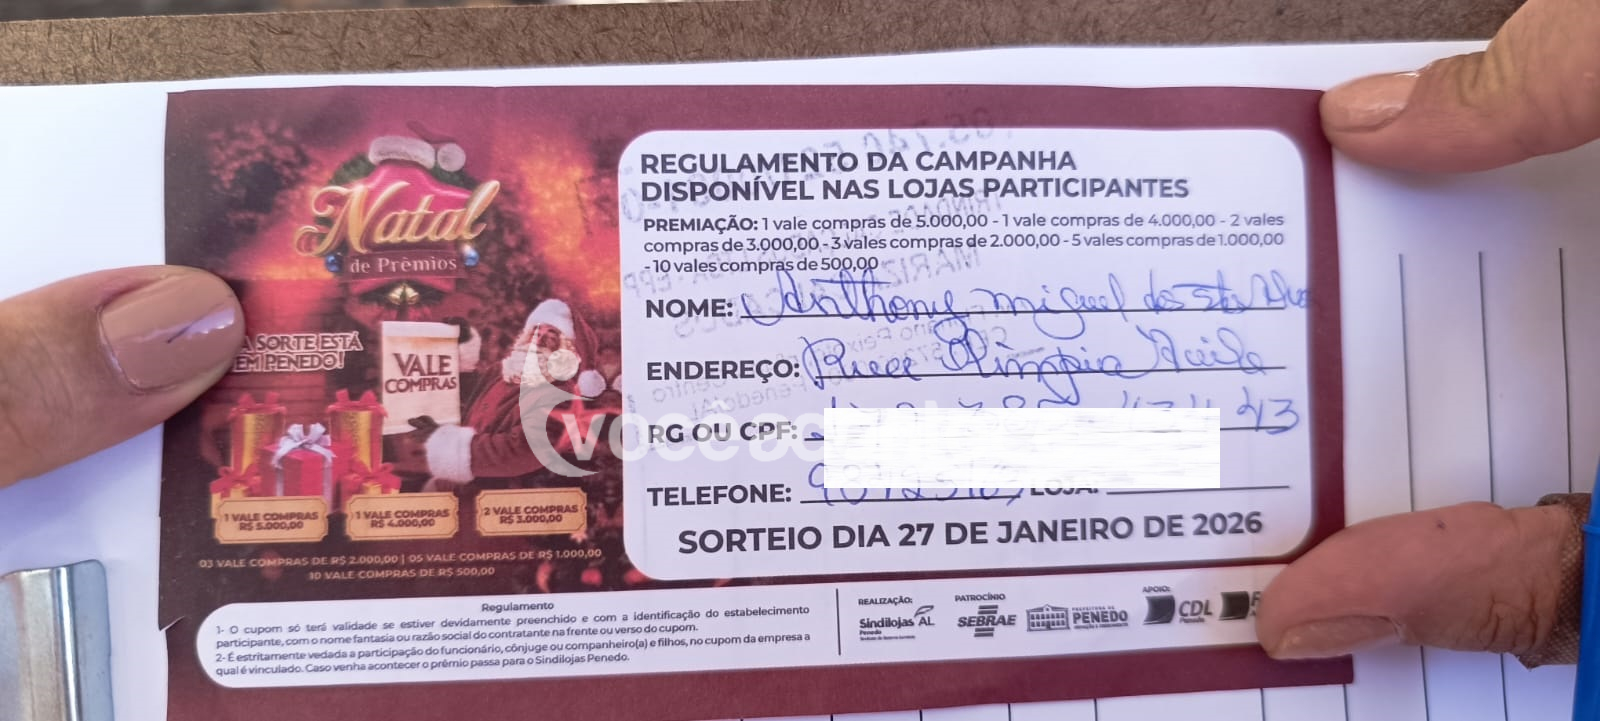 Natal
de Prêmios
A SORTE ESTÁ
EM PENEDO!
VALE
COMPRAS
1 VALE COMPRAS
R$ 5.000,00
1 VALE COMPRAS
R$ 4.000,00
2 VALE COMPRAS
R$ 3.000,00
03 VALE COMPRAS DE R$ 2.000,00 | 05 VALE COMPRAS DE R$ 1.000,00
10 VALE COMPRAS DE R$ 500,00
REGULAMENTO DA CAMPANHA
DISPONÍVEL NAS LOJAS PARTICIPANTES
PREMIAÇÃO: 1 vale compras de 5.000,00 - 1 vale compras de 4.000,00 - 2 vales
compras de 3.000,00 - 3 vales compras de 2.000,00 - 5 vales compras de 1.000,00
- 10 vales compras de 500,00
NOME: Anthony Miguel dos
ENDEREÇO: Olímpia
RG OU CPF: 43
TELEFONE: LOJA:
SORTEIO DIA 27 DE JANEIRO DE 2026
Regulamento
1- O cupom só terá validade se estiver devidamente preenchido e com a identificação do estabelecimento
participante, com o nome fantasia ou razão social do contratante na frente ou verso do cupom.
2- É estritamente vedada a participação do funcionário, cônjuge ou companheiro(a) e filhos, no cupom da empresa a
qual é vinculado. Caso venha acontecer o prêmio passa para o Sindilojas Penedo.
REALIZAÇÃO:
Sindilojas AL
Penedo
PATROCÍNIO
SEBRAE
PREFEITURA DE
PENEDO
APOIO:
CDL
Penedo